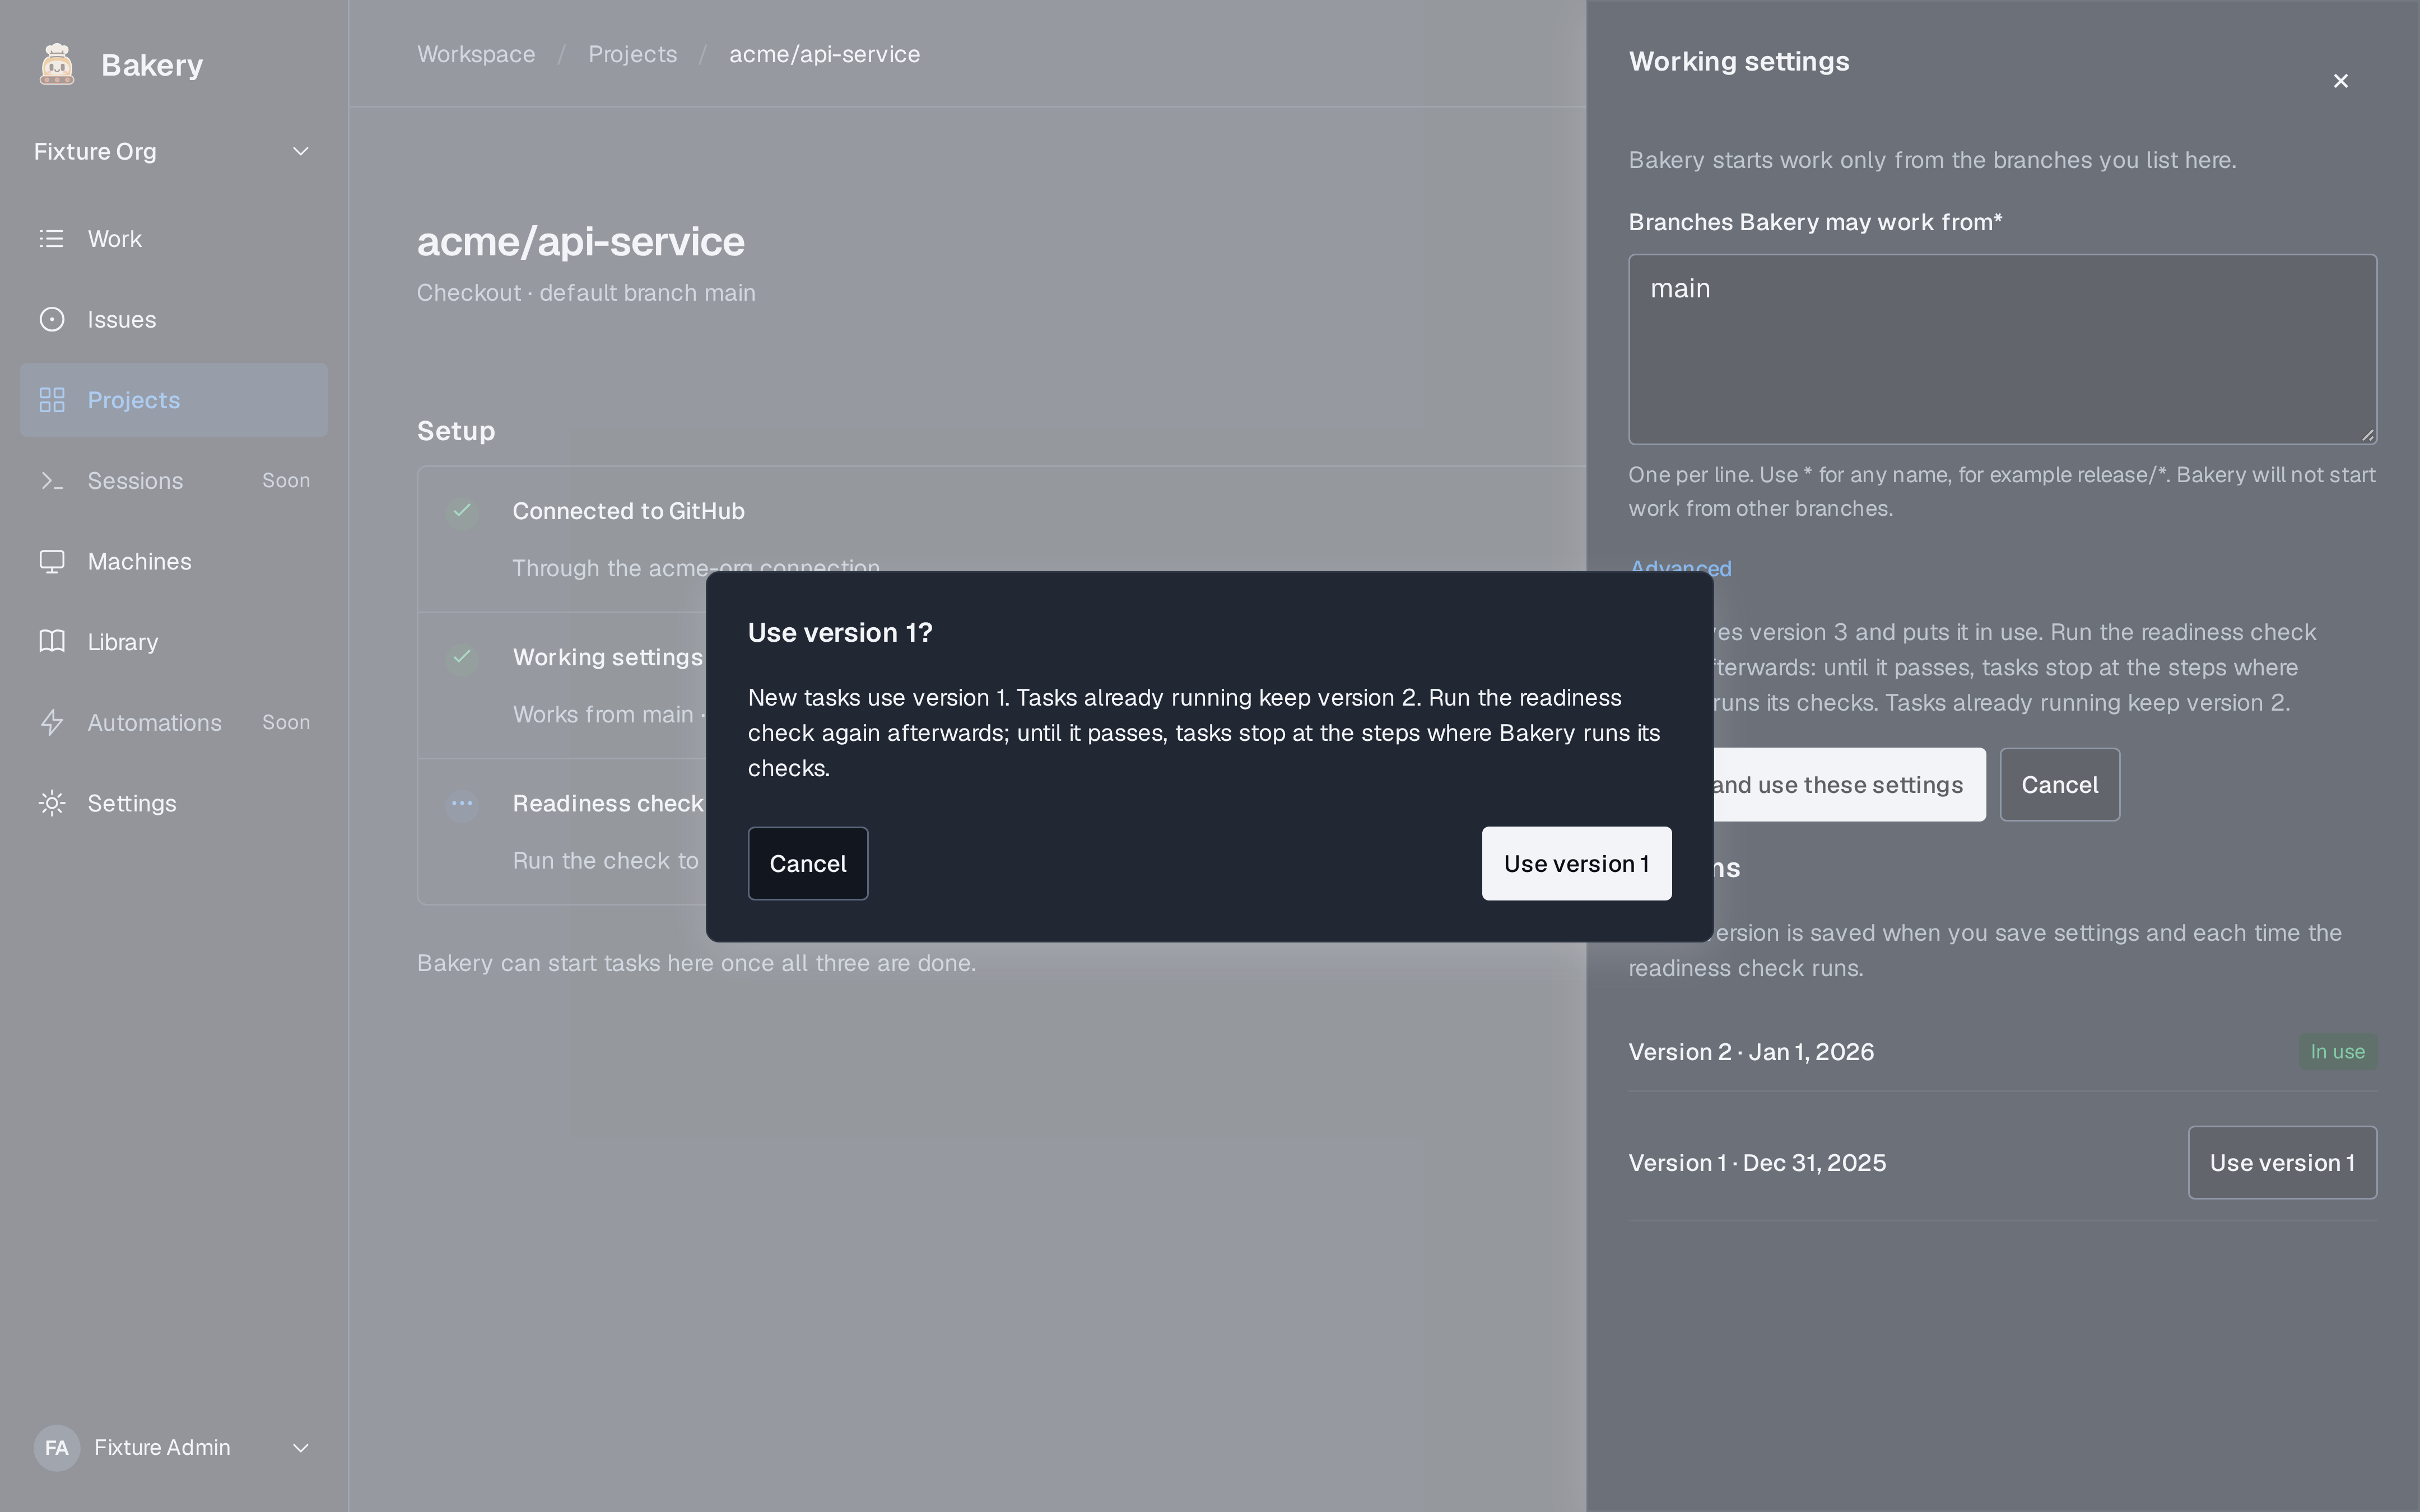 Bakery
Fixture Org
Work
Issues
Projects
Sessions Soon
Machines
Library
Automations Soon
Settings
FA Fixture Admin
Workspace / Projects / acme/api-service
acme/api-service
Checkout · default branch main
Setup
Connected to GitHub
Through the acme-org connection
Working settings
Works from main ·
Readiness check
Run the check to
Bakery can start tasks here once all three are done.
Use version 1?
New tasks use version 1. Tasks already running keep version 2. Run the readiness
check again afterwards; until it passes, tasks stop at the steps where Bakery runs its
checks.
Cancel
Use version 1
Working settings
Bakery starts work only from the branches you list here.
Branches Bakery may work from*
main
One per line. Use * for any name, for example release/*. Bakery will not start
work from other branches.
Advanced
version 3 and puts it in use. Run the readiness check
until it passes, tasks stop at the steps where
runs its checks. Tasks already running keep version 2.
and use these settings
Cancel
is saved when you save settings and each time the
readiness check runs.
Version 2 · Jan 1, 2026 In use
Version 1 · Dec 31, 2025 Use version 1